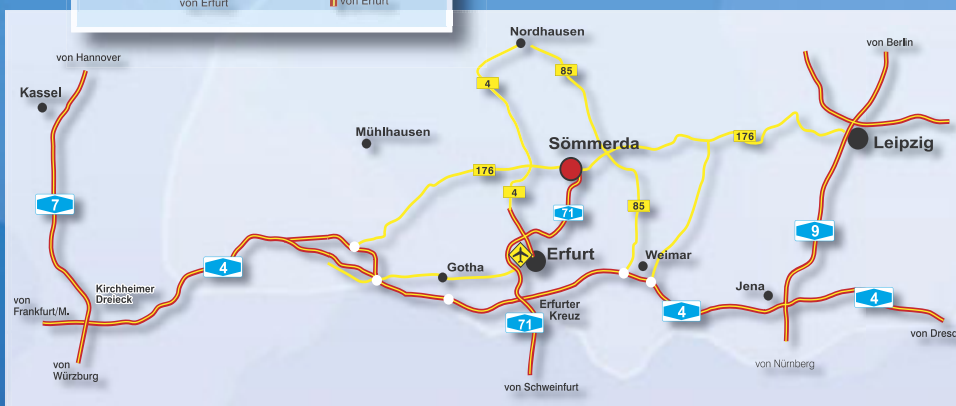 von Erfurt
von Erfurt
Nordhausen
von Berlin
von Hannover
85
4
Kassel
Mühlhausen
176
Sömmerda
Leipzig
176
4
85
7
71
9
Erfurt
Weimar
4
Gotha
Kirchheimer
Dreieck
Jena
von
Frankfurt/M.
Erfurter
Kreuz
4
4
71
von Dresd
von
Würzburg
von Nürnberg
von Schweinfurt